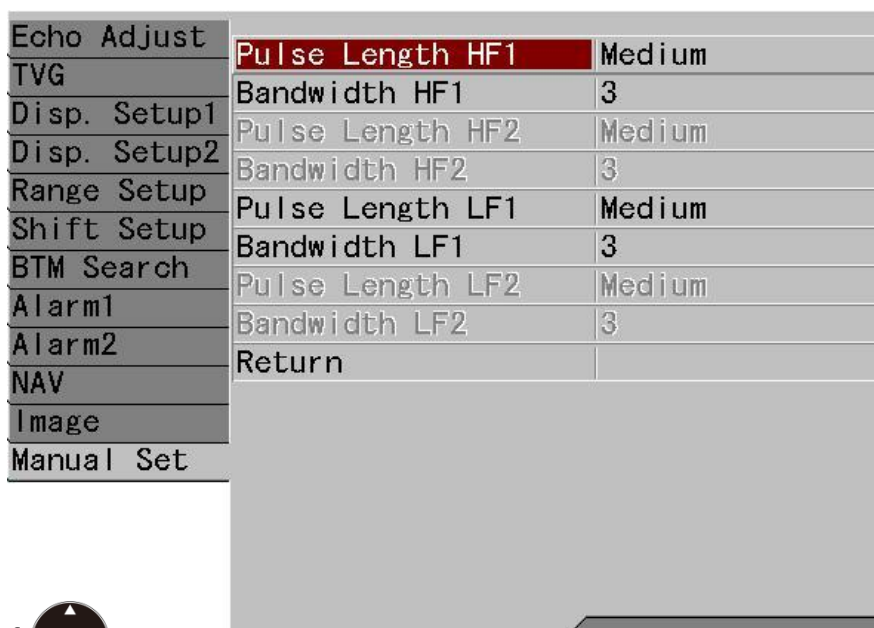 Echo Adjust
TVG
Disp. Setup1
Disp. Setup2
Range Setup
Shift Setup
BTM Search
Alarm1
Alarm2
NAV
Image
Manual Set
Pulse Length HF1 Medium
Bandwidth HF1 3
Pulse Length HF2 Medium
Bandwidth HF2 3
Pulse Length LF1 Medium
Bandwidth LF1 3
Pulse Length LF2 Medium
Bandwidth LF2 3
Return